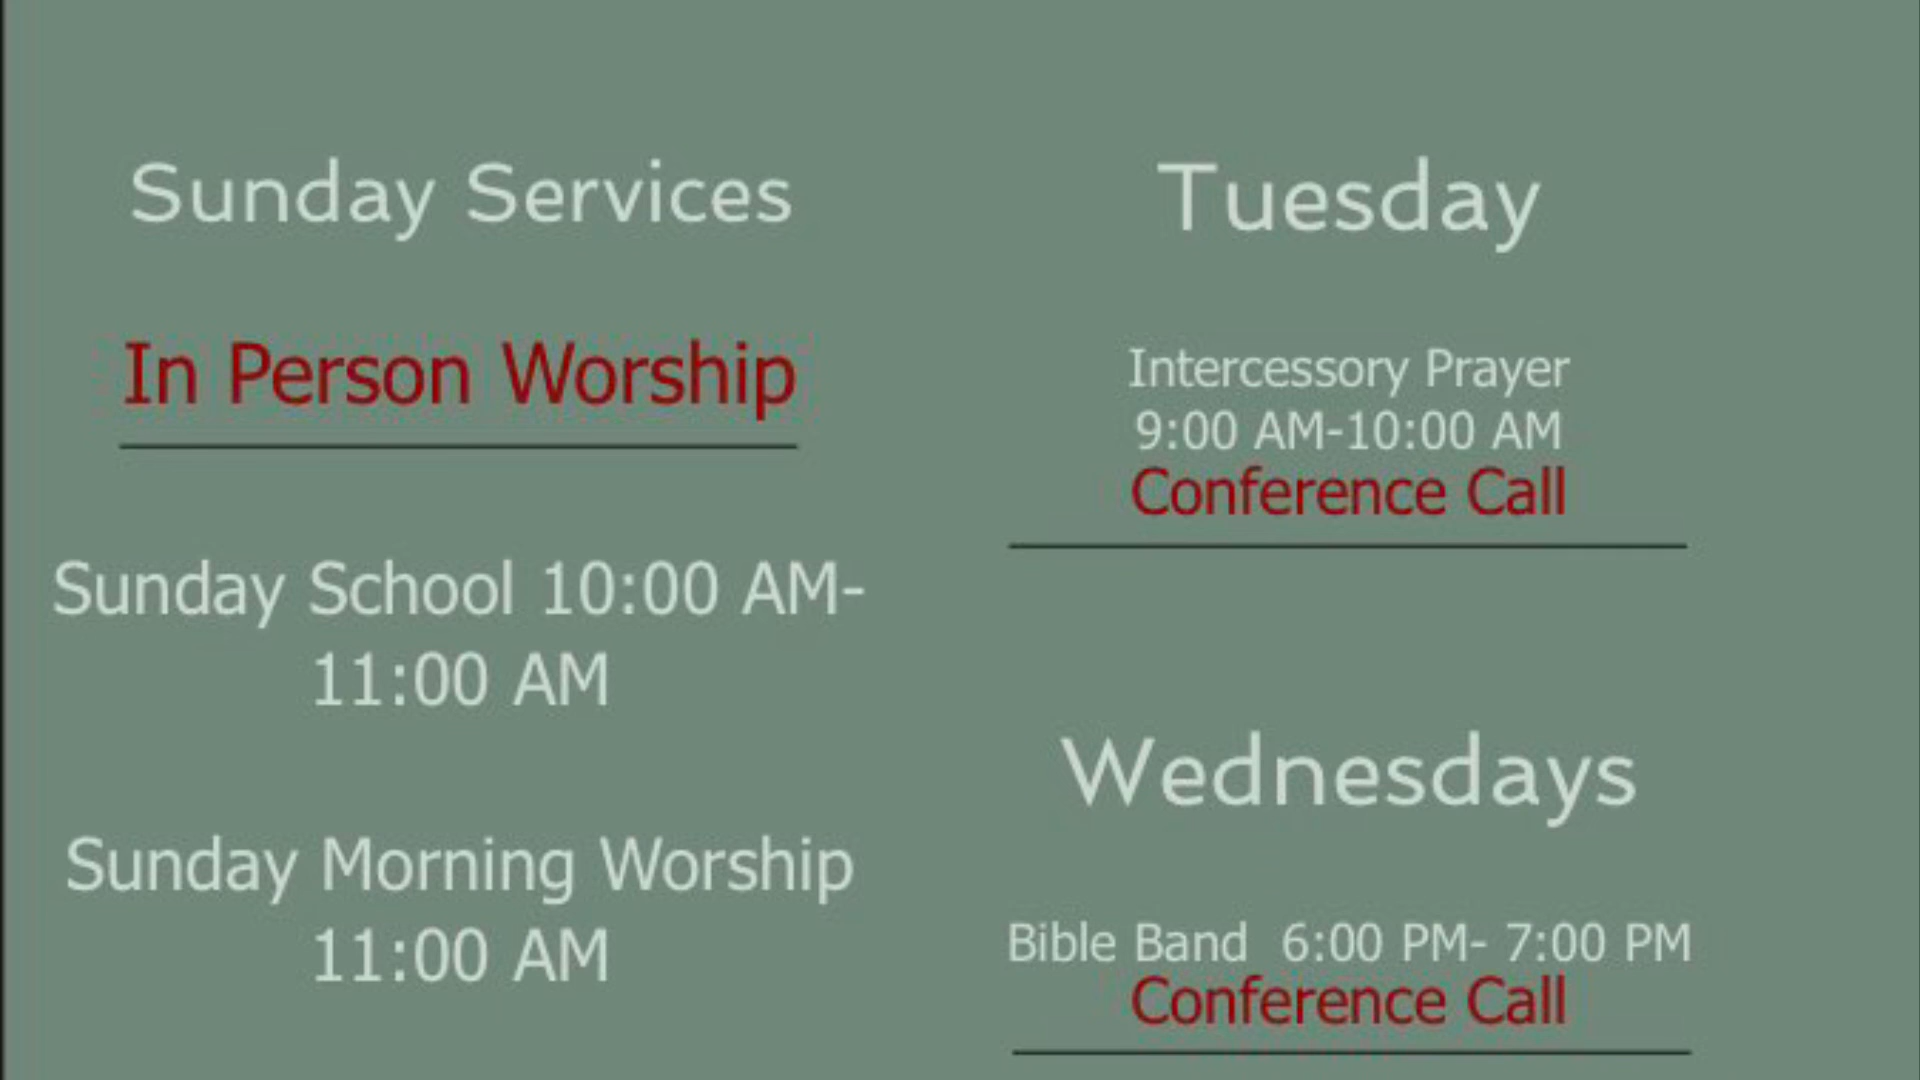 Sunday Services
In Person Worship
Sunday School 10:00 AM-
11:00 AM
Sunday Morning Worship
11:00 AM
Tuesday
Intercessory Prayer
9:00 AM-10:00 AM
Conference Call
Wednesdays
Bible Band  6:00 PM- 7:00 PM
Conference Call